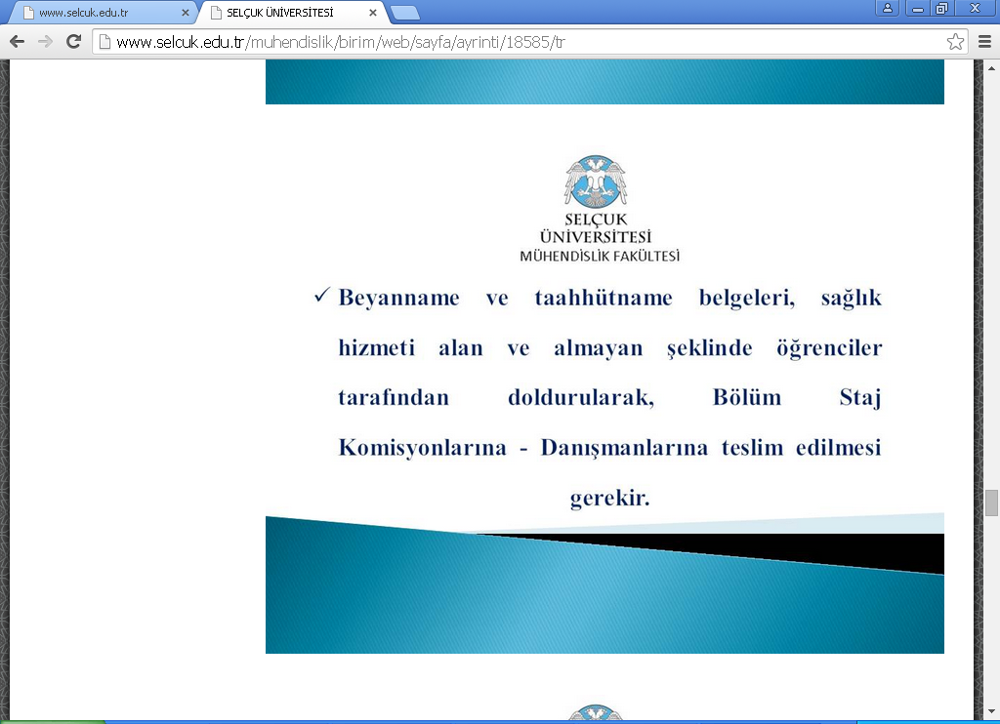 www.selcuk.edu.tr
SELÇUK ÜNİVERSİTESİ
www.selcuk.edu.tr/muhendislik/birim/web/sayfa/ayrinti/18585/tr
SELÇUK
ÜNİVERSİTESİ
MÜHENDİSLİK FAKÜLTESİ
✓ Beyanname ve taahhütname belgeleri, sağlık
hizmeti alan ve almayan şeklinde öğrenciler
tarafından doldurularak, Bölüm Staj
Komisyonlarına - Danışmanlarına teslim edilmesi
gerekir.